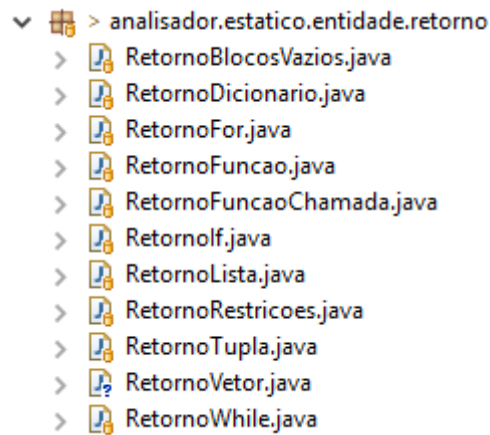 > analisador.estatico.entidade.retorno
> RetornoBlocosVazios.java
> RetornoDicionario.java
> RetornoFor.java
> RetornoFuncao.java
> RetornoFuncaoChamada.java
> RetornoIf.java
> RetornoLista.java
> RetornoRestricoes.java
> RetornoTupla.java
> RetornoVetor.java
> RetornoWhile.java